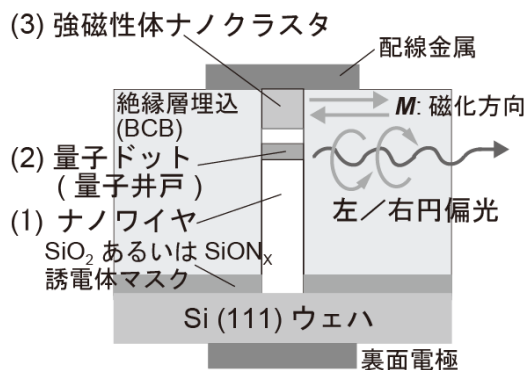 (3) 強磁性体ナノクラスタ
配線金属
絶縁層埋込
(BCB)
M: 磁化方向
(2) 量子ドット
( 量子井戸 )
(1) ナノワイヤ
左／右円偏光
SiO2 あるいは SiONX
誘電体マスク
Si (111) ウェハ
裏面電極